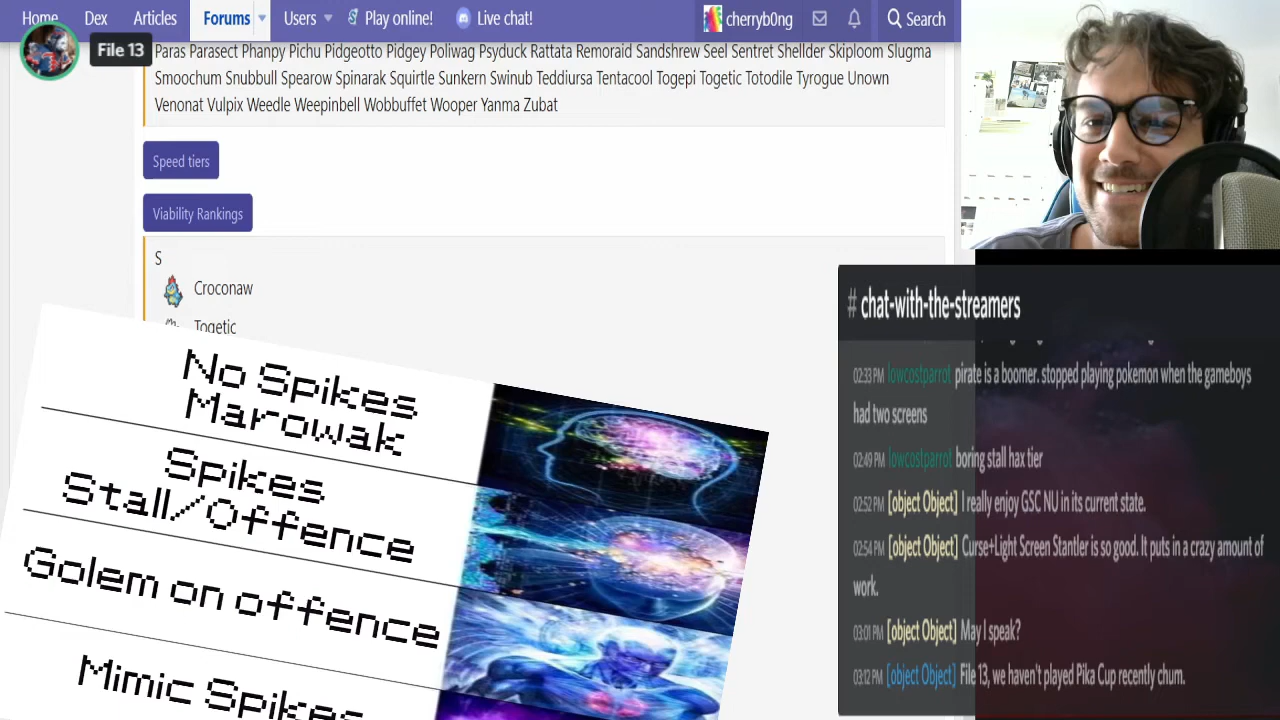 Home Dex Articles Forums Users Play online! Live chat! cherryb0ng Search
File 13
Paras Parasect Phanpy Pichu Pidgeotto Pidgey Poliwag Psyduck Rattata Remoraid Sandshrew Seel Sentret Shellder Skiploom Slugma
Smoochum Snubbull Spearow Spinarak Squirtle Sunkern Swinub Teddiursa Tentacool Togepi Togetic Totodile Tyrogue Unown
Venonat Vulpix Weedle Weepinbell Wobbuffet Wooper Yanma Zubat
Speed tiers
Viability Rankings
S
Croconaw
Togetic
No Spikes
Marowak
Spikes
Stall/Offence
Golem on offence
Mimic Spikes
# chat-with-the-streamers
02:33 PM lowcostparrot pirate is a boomer. stopped playing pokemon when the gameboys
had two screens
02:49 PM lowcostparrot boring stall hax tier
02:52 PM [object Object] I really enjoy GSC NU in its current state.
02:54 PM [object Object] Curse+Light Screen Stantler is so good. It puts in a crazy amount of
work.
03:01 PM [object Object] May I speak?
03:12 PM [object Object] File 13, we haven't played Pika Cup recently chum.